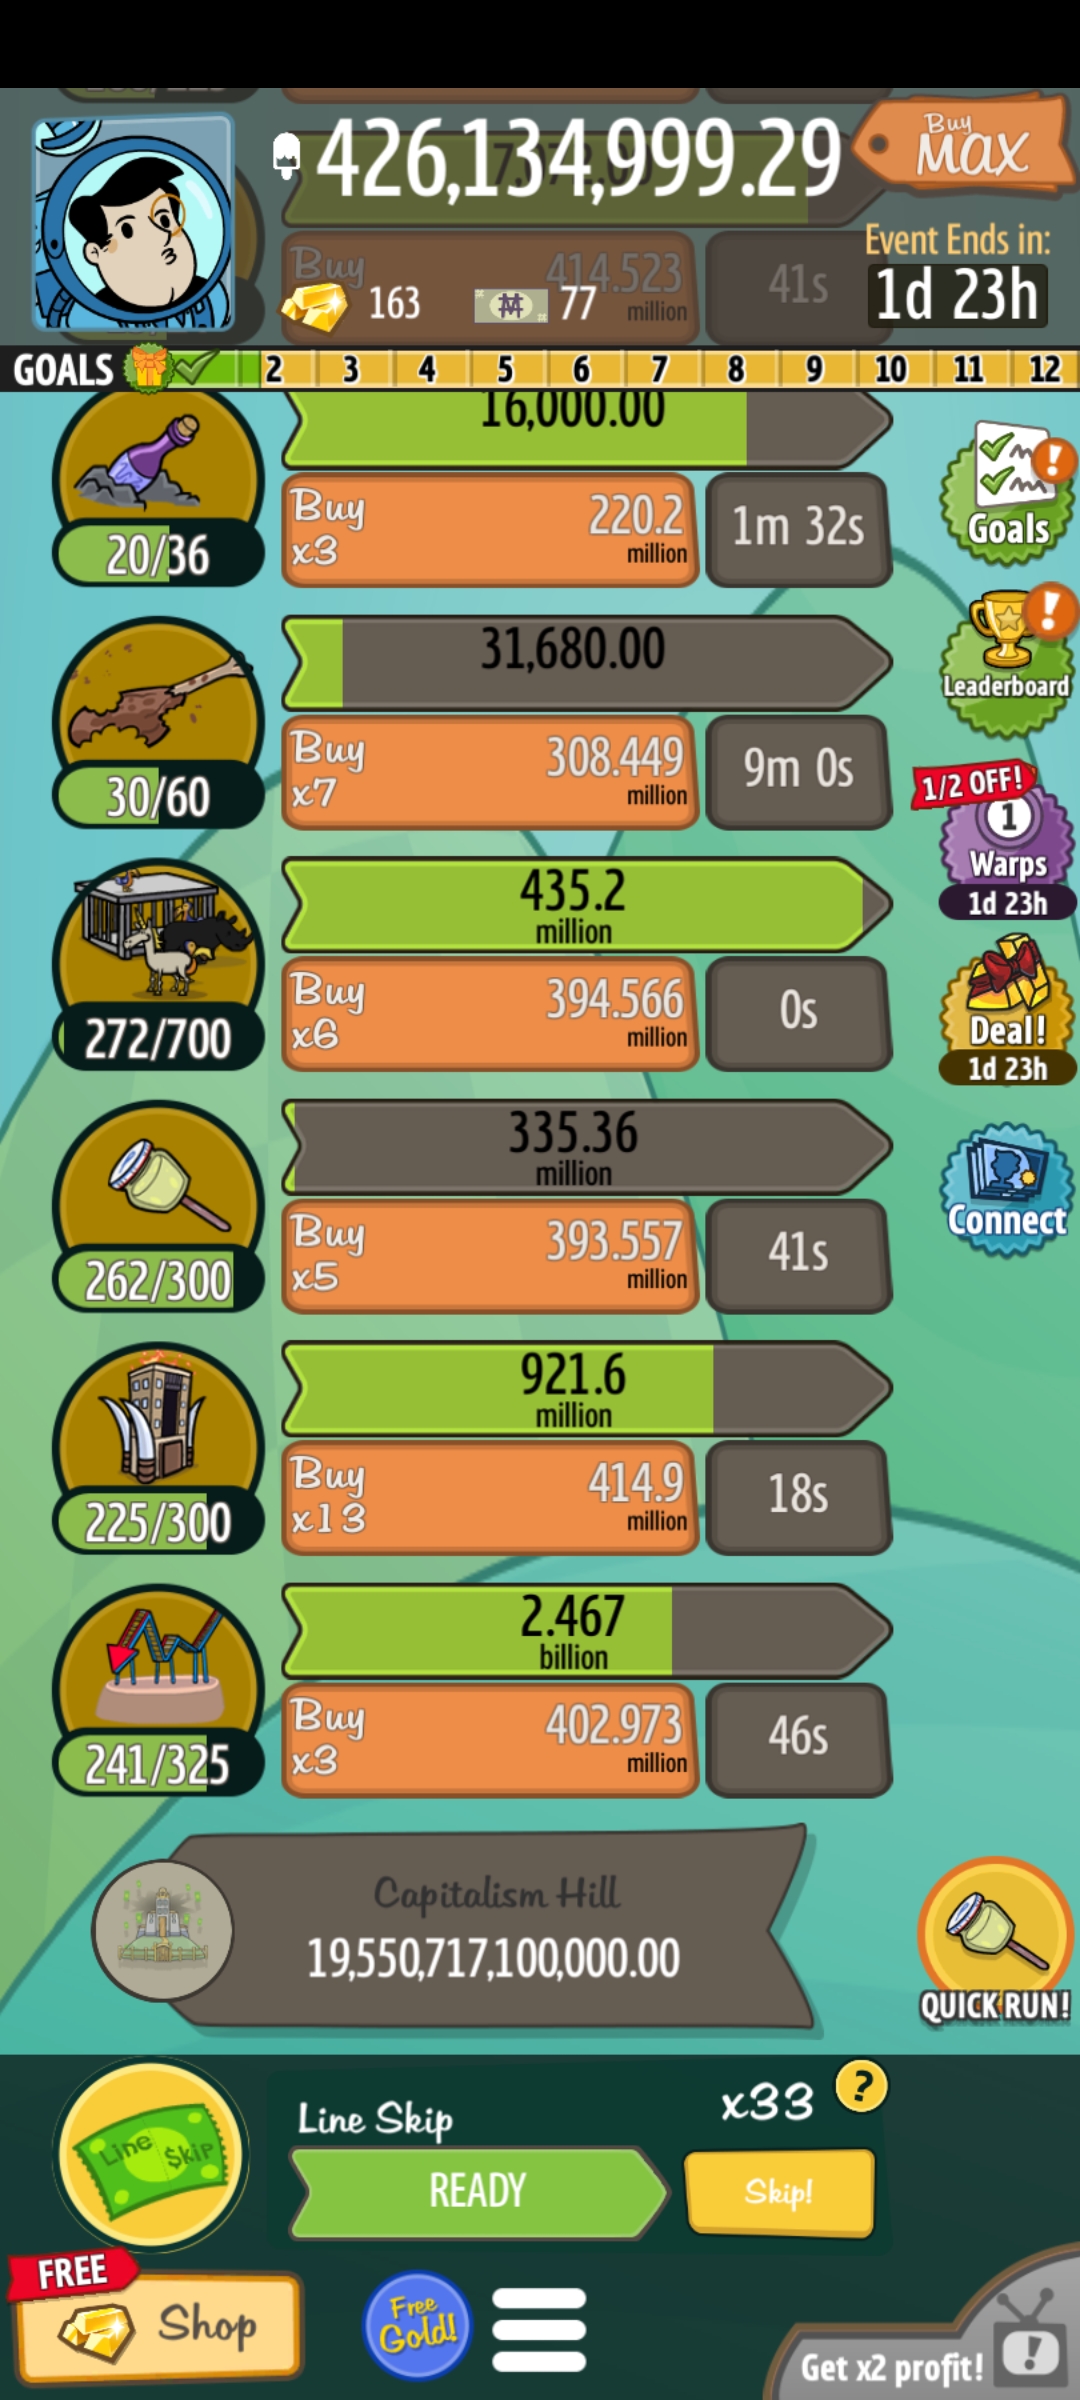 426,134,999.29
Buy
MAX
Buy
414.523
million
41s
163
77
Event Ends in:
1d 23h
GOALS 2 3 4 5 6 7 8 9 10 11 12
16,000.00
20/36
Buy
x3
220.2
million
1m 32s
Goals
31,680.00
30/60
Buy
x7
308.449
million
9m 0s
Leaderboard
1/2 OFF!
1
Warps
1d 23h
435.2
million
272/700
Buy
x6
394.566
million
0s
Deal!
1d 23h
335.36
million
262/300
Buy
x5
393.557
million
41s
Connect
921.6
million
225/300
Buy
x13
414.9
million
18s
2.467
billion
241/325
Buy
x3
402.973
million
46s
Capitalism Hill
19,550,717,100,000.00
QUICK RUN!
Line $kip
Line Skip
x33
?
READY
Skip!
FREE
Shop
Free
Gold!
Get x2 profit!